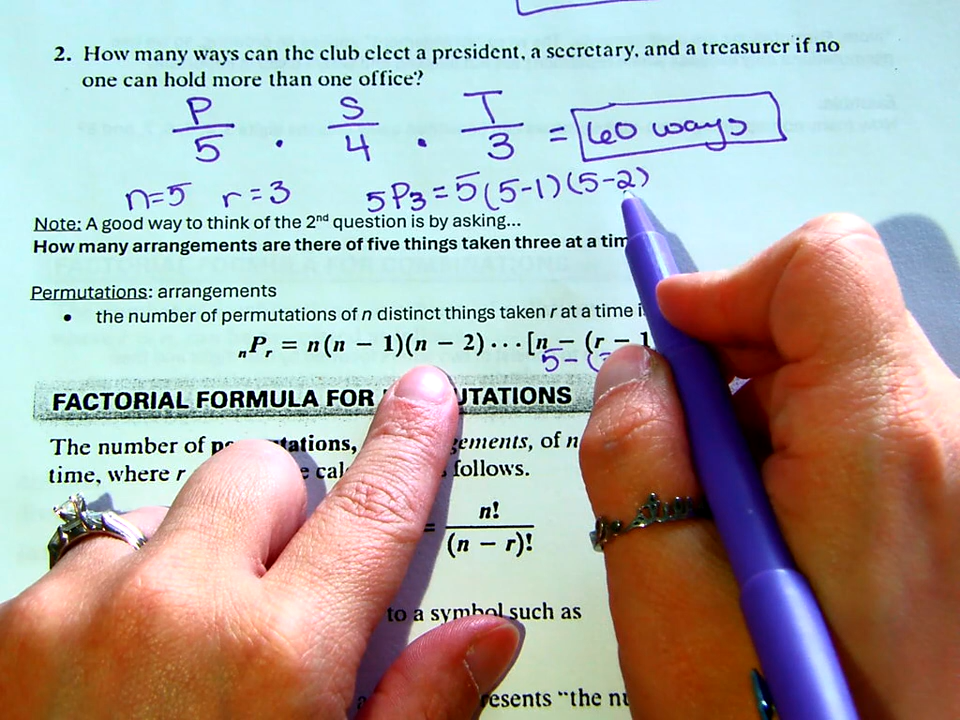 2. How many ways can the club elect a president, a secretary, and a treasurer if no
one can hold more than one office?
P S T
5 · 4 · 3 = 60 ways
n=5 r=3 5P3 = 5(5-1)(5-2)
Note: A good way to think of the 2nd question is by asking...
How many arrangements are there of five things taken three at a
Permutations: arrangements
• the number of permutations of n distinct things taken r at a time
nPr = n(n − 1)(n − 2) · · · [n − (r − 1
5-(
FACTORIAL FORMULA FOR
The number of of n
time, where r follows.
= n!
(n − r)!
to a symbol such as
"the